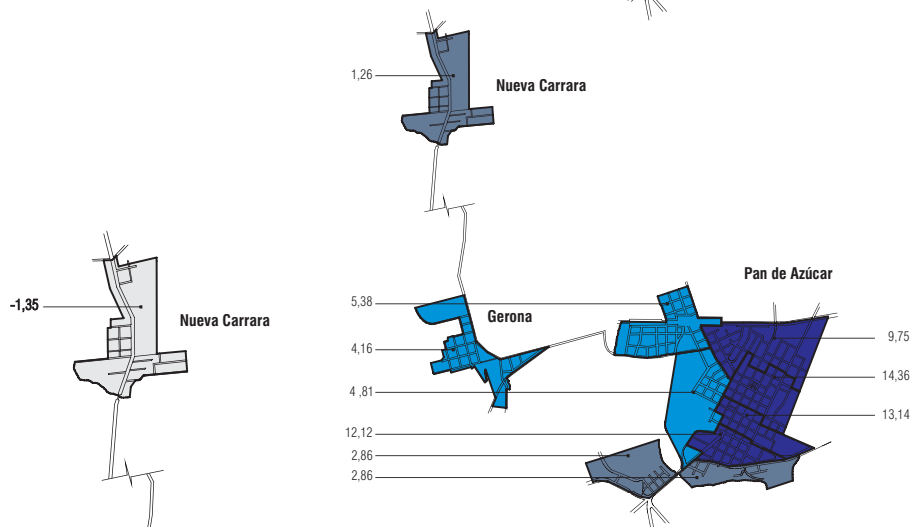 1,26
Nueva Carrara
-1,35
Nueva Carrara
Pan de Azúcar
5,38
Gerona
9,75
4,16
14,36
4,81
13,14
12,12
2,86
2,86